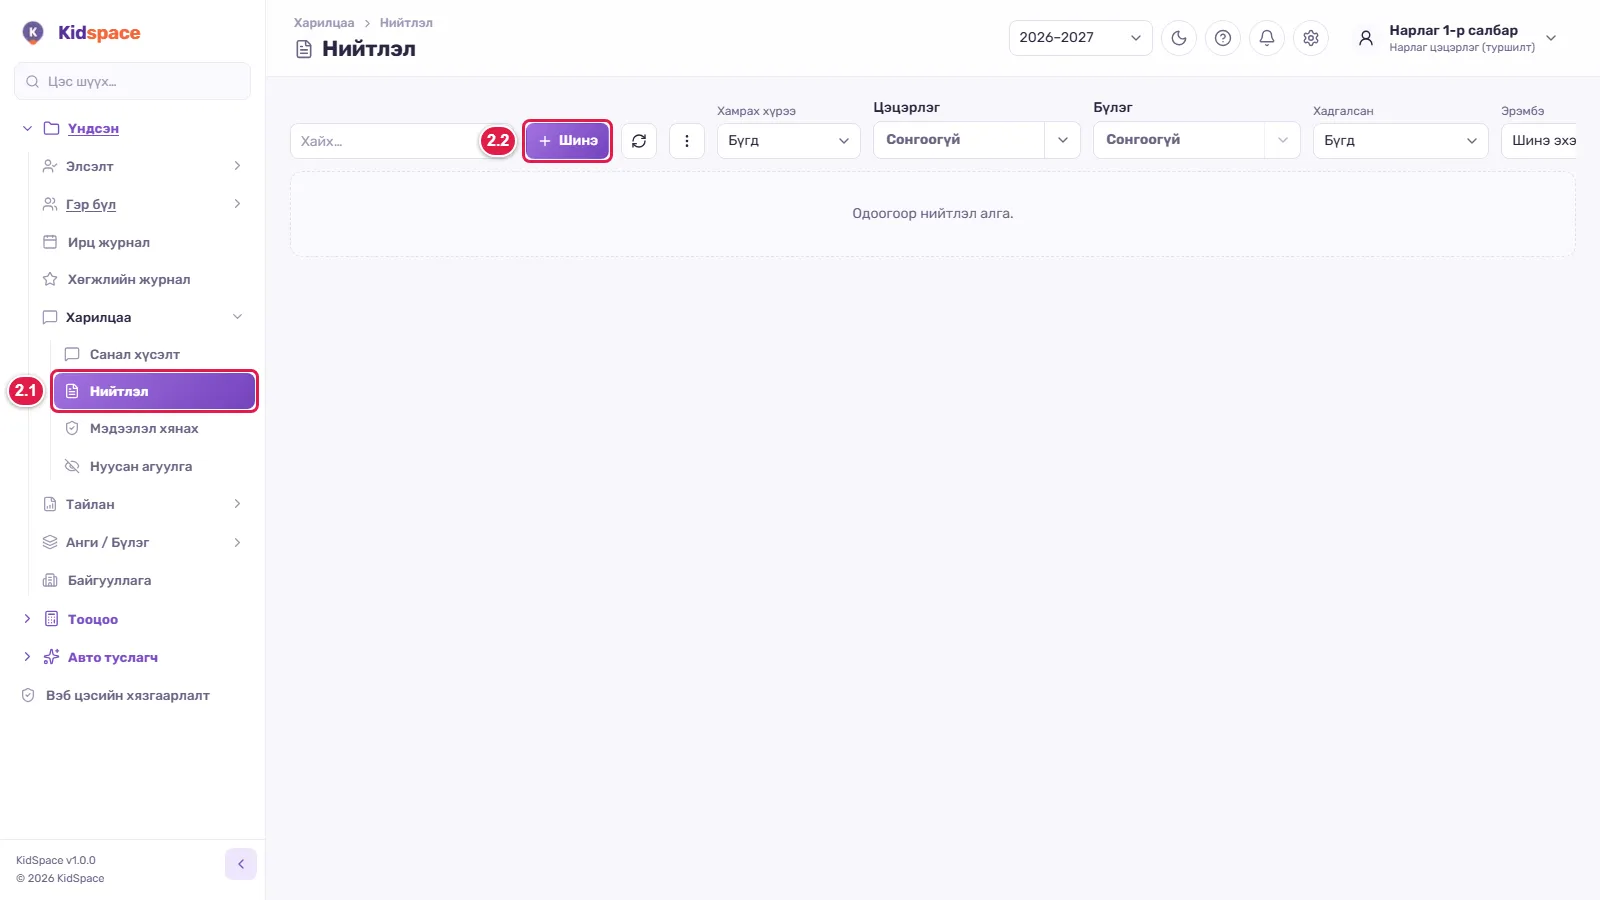 Kidspace
Цэс шүүх...
Үндсэн
Элсэлт
Гэр бүл
Ирц журнал
Хөгжлийн журнал
Харилцаа
Санал хүсэлт
2.1
Нийтлэл
Мэдээлэл хянах
Нуусан агуулга
Тайлан
Анги / Бүлэг
Байгууллага
Тооцоо
Авто туслагч
Вэб цэсийн хязгаарлалт
KidSpace v1.0.0
© 2026 KidSpace
Харилцаа > Нийтлэл
Нийтлэл
2026–2027
Нарлаг 1-р салбар
Нарлаг цэцэрлэг (туршилт)
Хайх...
2.2
+ Шинэ
Хамрах хүрээ
Бүгд
Цэцэрлэг
Сонгоогүй
Бүлэг
Сонгоогүй
Хадгалсан
Бүгд
Эрэмбэ
Шинэ эхэ
Одоогоор нийтлэл алга.